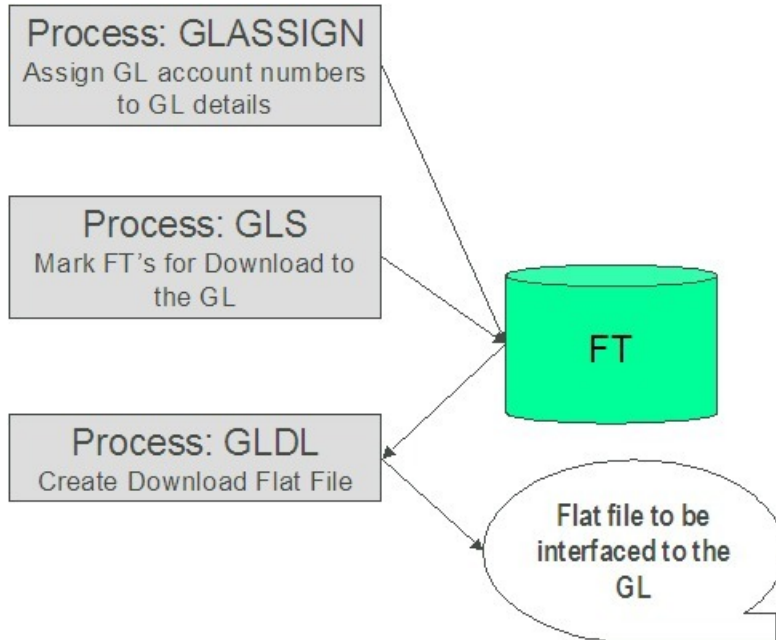 Process: GLASSIGN
Assign GL account numbers
to GL details
Process: GLS
Mark FT's for Download to
the GL
FT
Process: GLDL
Create Download Flat File
Flat file to be
interfaced to the
GL